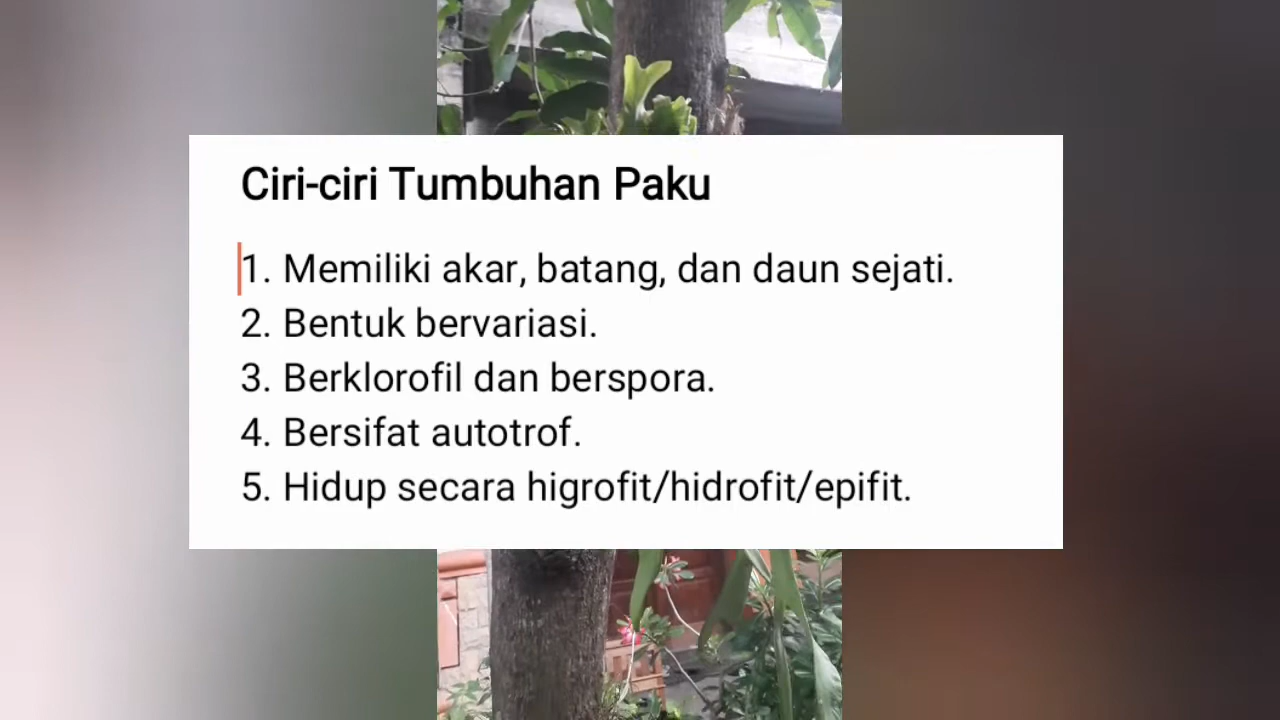 Ciri-ciri Tumbuhan Paku
1. Memiliki akar, batang, dan daun sejati.
2. Bentuk bervariasi.
3. Berklorofil dan berspora.
4. Bersifat autotrof.
5. Hidup secara higrofit/hidrofit/epifit.